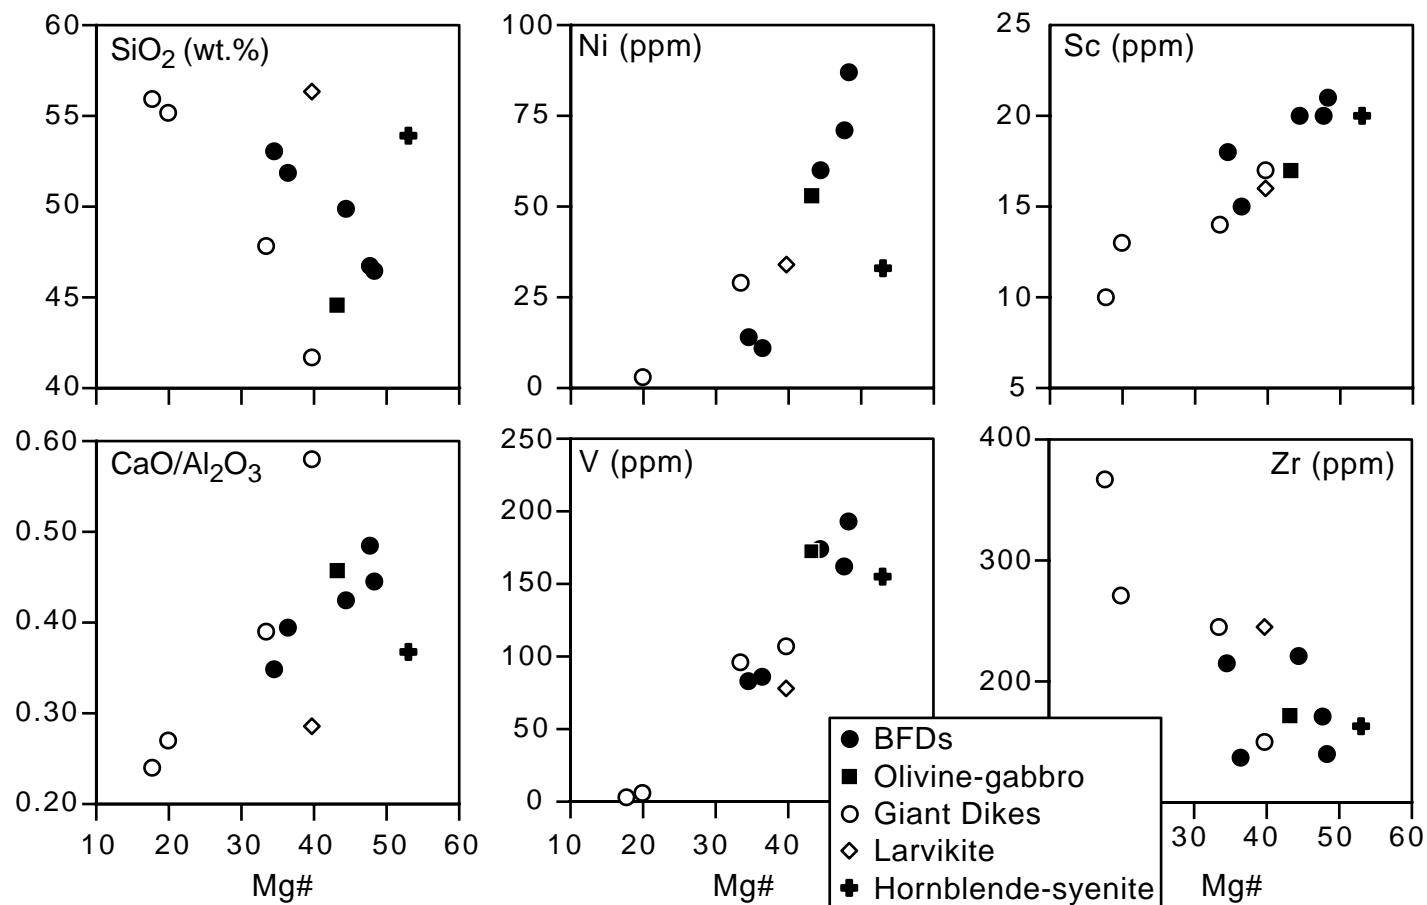 60
55
50
45
40
SiO2 (wt.%)
100
75
50
25
0
Ni (ppm)
25
20
15
10
5
Sc (ppm)
0.60
0.50
0.40
0.30
0.20
CaO/Al2O3
10 20 30 40 50 60
Mg#
250
200
150
100
50
0
V (ppm)
10 20 30 40
Mg#
400
300
200
Zr (ppm)
30 40 50 60
Mg#
BFDs
Olivine-gabbro
Giant Dikes
Larvikite
Hornblende-syenite